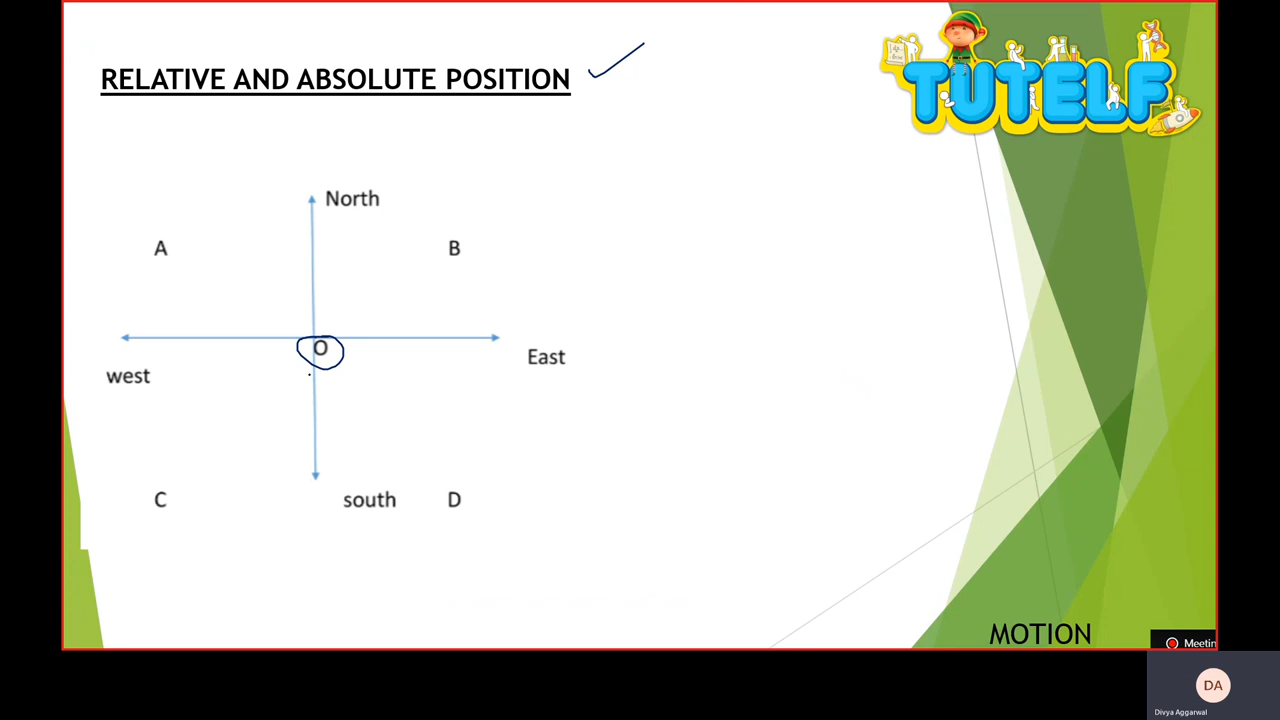 RELATIVE AND ABSOLUTE POSITION
TUTELF
North
A
B
O
East
west
C
south
D
MOTION
Meetin
DA
Divya Aggarwal